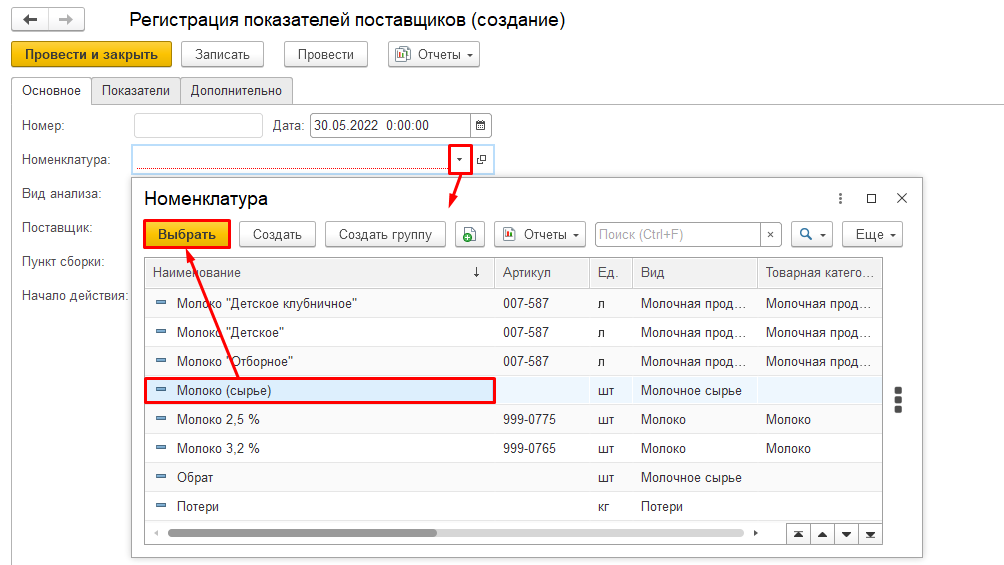 Регистрация показателей поставщиков (создание)
Провести и закрыть Записать Провести Отчеты
Основное Показатели Дополнительно
Номер: Дата: 30.05.2022 0:00:00
Номенклатура:
Вид анализа:
Поставщик:
Пункт сборки:
Начало действия:
Номенклатура
Выбрать Создать Создать группу Отчеты Поиск (Ctrl+F) × Еще
Наименование ↓ Артикул Ед. Вид Товарная катего...
Молоко "Детское клубничное" 007-587 л Молочная прод... Молочная прод...
Молоко "Детское" 007-587 л Молочная прод... Молочная прод...
Молоко "Отборное" 007-587 л Молочная прод... Молочная прод...
Молоко (сырье) шт Молочное сырье
Молоко 2,5 % 999-0775 шт Молоко Молоко
Молоко 3,2 % 999-0765 шт Молоко Молоко
Обрат шт Молочное сырье
Потери кг Потери